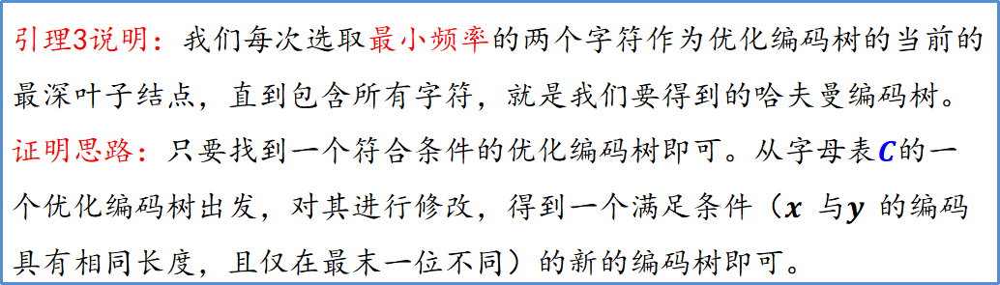 引理3说明：我们每次选取最小频率的两个字符作为优化编码树的当前的
最深叶子结点，直到包含所有字符，就是我们要得到的哈夫曼编码树。
证明思路：只要找到一个符合条件的优化编码树即可。从字母表C的一
个优化编码树出发，对其进行修改，得到一个满足条件（x 与y 的编码
具有相同长度，且仅在最末一位不同）的新的编码树即可。